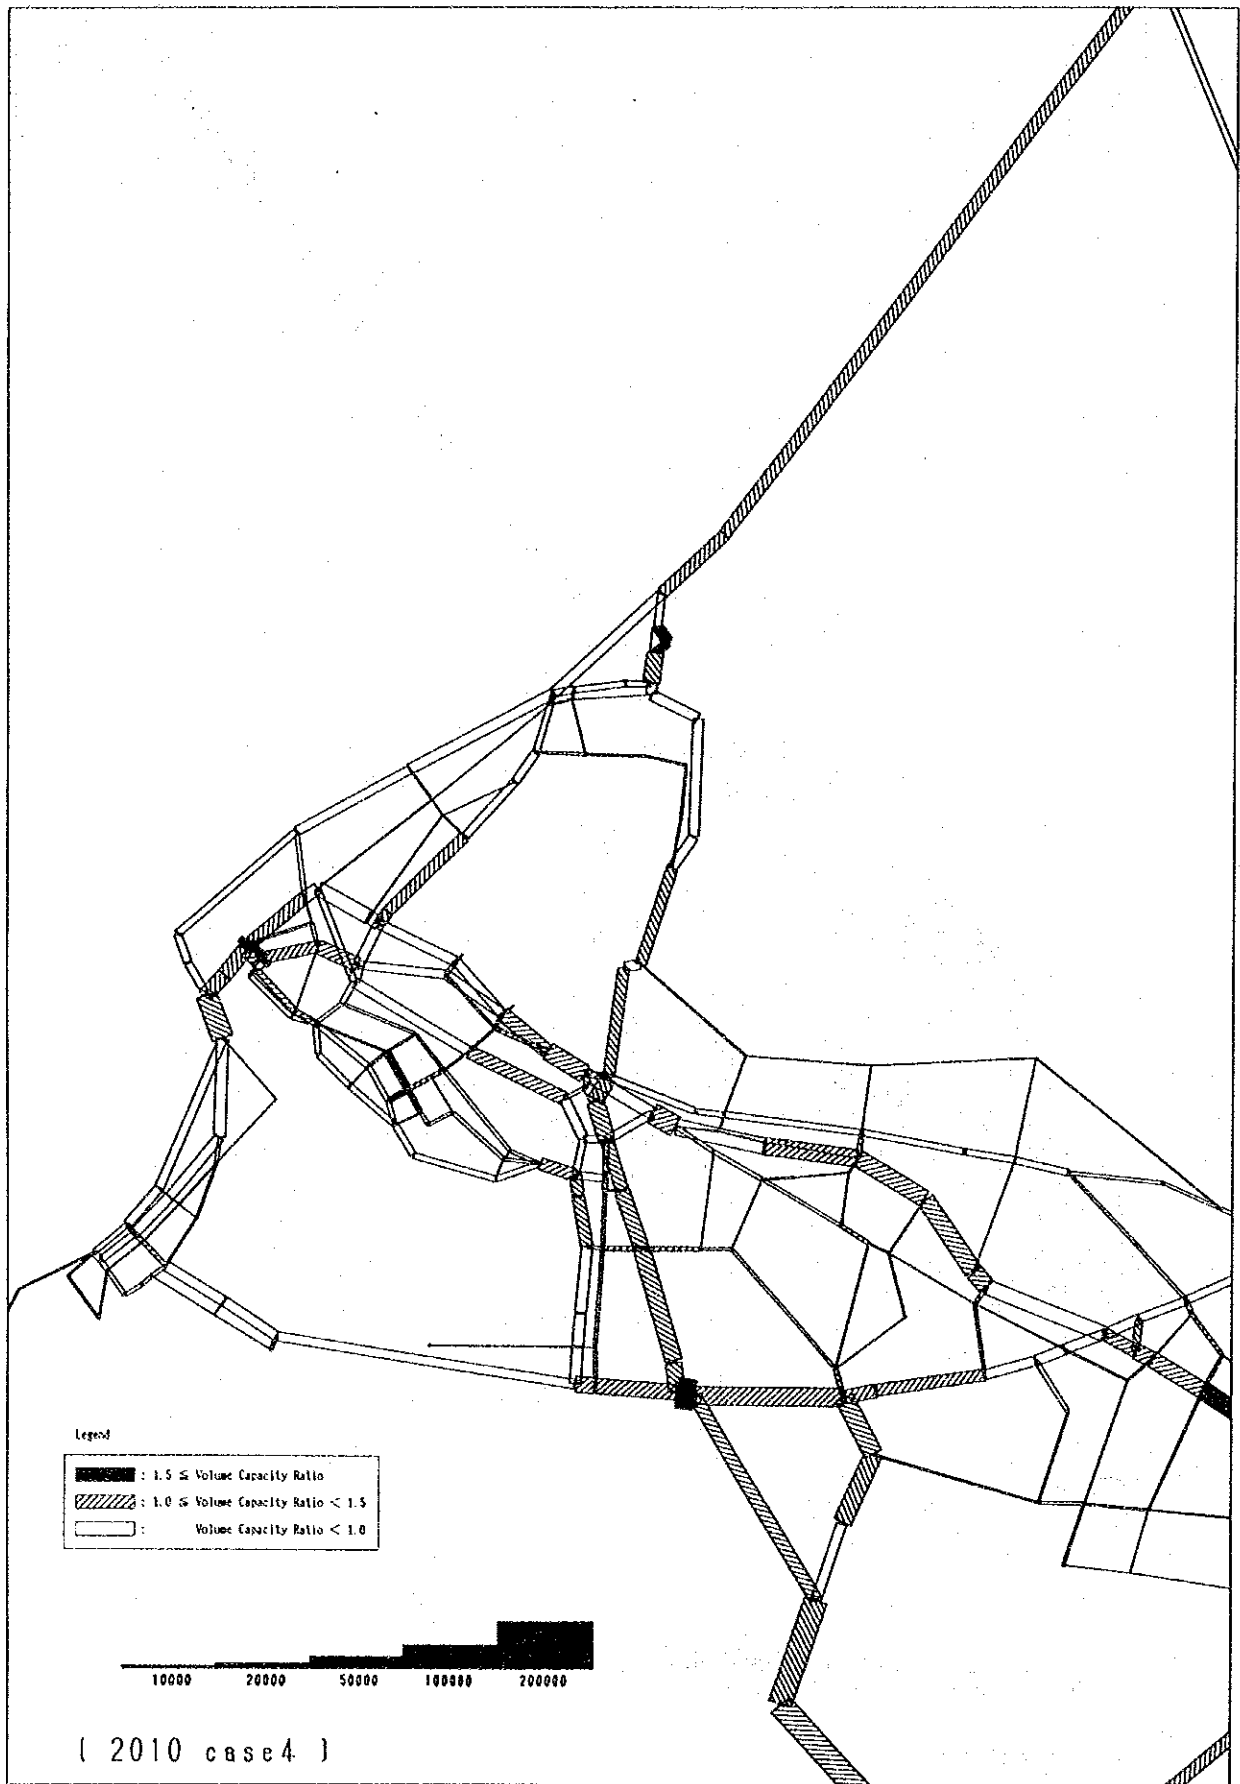 Legend
: 1.5 ≤ Volume Capacity Ratio
: 1.0 ≤ Volume Capacity Ratio < 1.5
: Volume Capacity Ratio < 1.0
10000 20000 50000 100000 200000
[ 2010 case4 ]